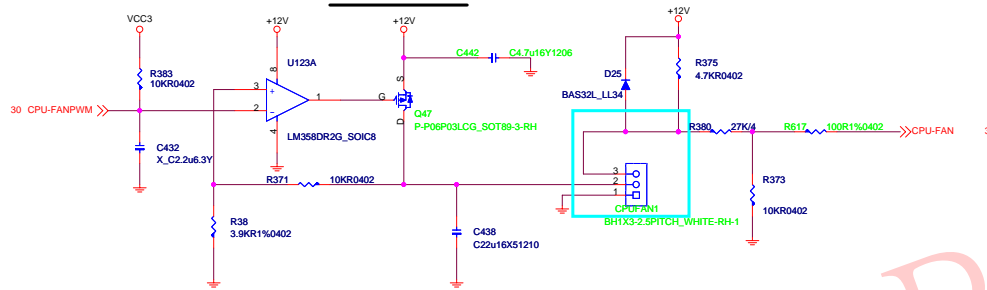 VCC3
+12V
+12V
+12V
R383
10KR0402
U123A
8
3
+
2
-
1
4
LM358DR2G_SOIC8
30 CPU-FANPWM
C432
X_C2.2u6.3Y
C442
C4.7u16Y1206
S
G
D
Q47
P-P06P03LCG_SOT89-3-RH
D25
BAS32L_LL34
R375
4.7KR0402
R380
27K/4
R617
100R1%0402
CPU-FAN
R371
10KR0402
3
2
1
CPUFAN1
BH1X3-2.5PITCH_WHITE-RH-1
R373
10KR0402
R38
3.9KR1%0402
C438
C22u16X51210